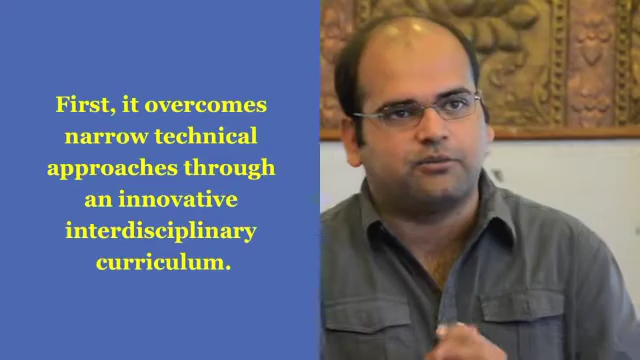 First, it overcomes
narrow technical
approaches through
an innovative
interdisciplinary
curriculum.